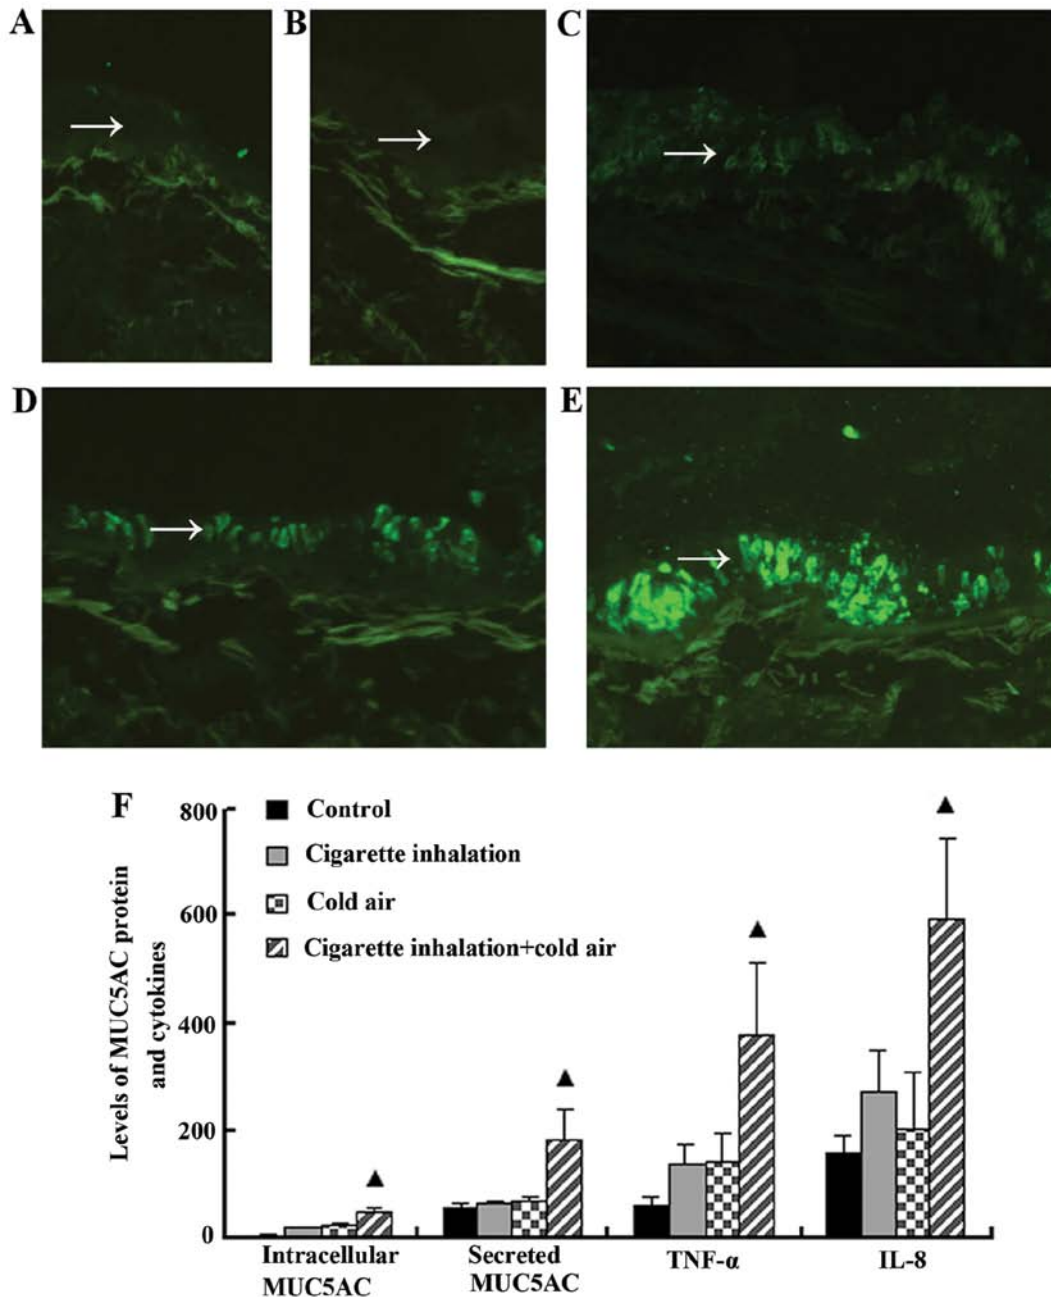 A
B
C
D
E
F
800
600
400
200
0
Levels of MUC5AC protein
and cytokines
Control
Cigarette inhalation
Cold air
Cigarette inhalation+cold air
Intracellular
MUC5AC
Secreted
MUC5AC
TNF-α
IL-8